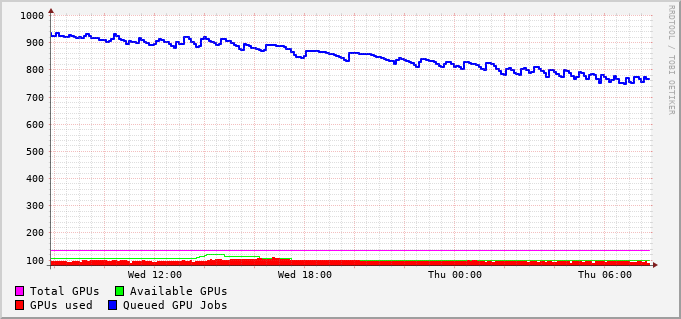 1000
900
800
700
600
500
400
300
200
100
Wed 12:00 Wed 18:00 Thu 00:00 Thu 06:00
Total GPUs Available GPUs
GPUs used Queued GPU Jobs
RRDTOOL / TOBI OETIKER